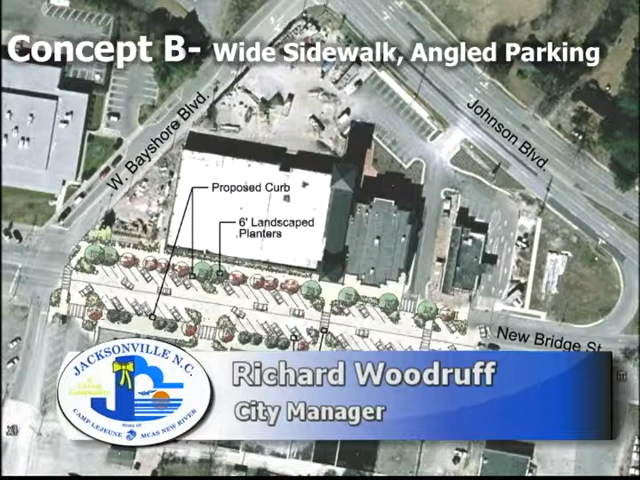 Concept B- Wide Sidewalk, Angled Parking
W. Bayshore Blvd.
Johnson Blvd.
Proposed Curb
6' Landscaped
Planters
New Bridge St
JACKSONVILLE N.C.
CAMP LEJEUNE MCAS NEW RIVER
Richard Woodruff
City Manager